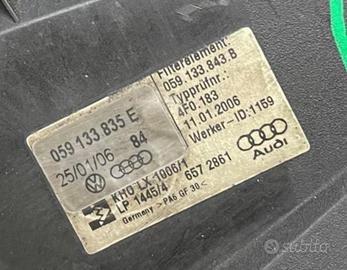 059 133 835 E
25/01/06 84
KHO LX 1006/1
LP 1445/4 657 2861
Germany >PA6 GF 30<
Filterelement:
059.133.843.B
Typprüfnr.:
4F0.183
11.01.2006
Werker-ID:1159
Audi
subito